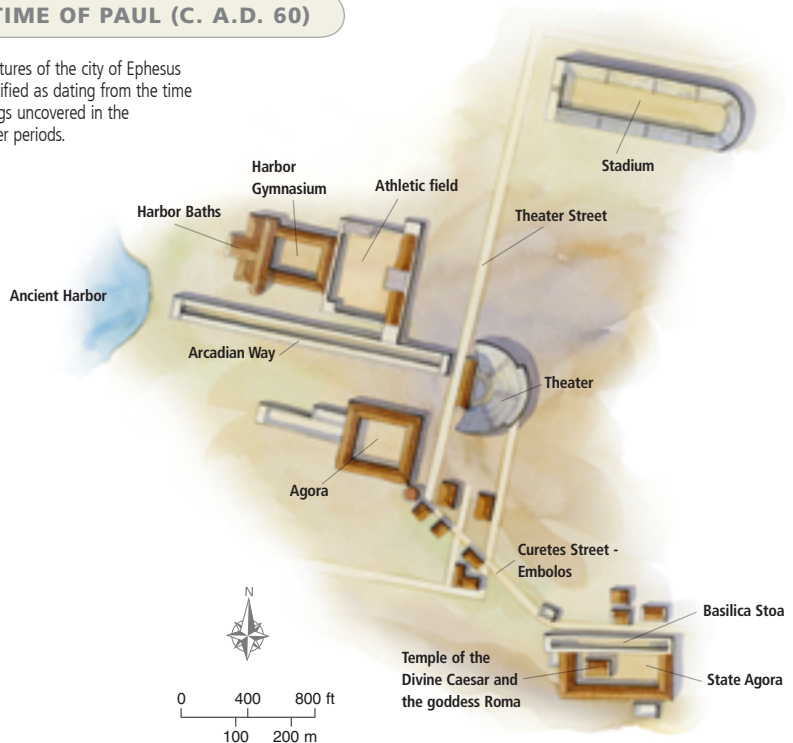 TIME OF PAUL (C. A.D. 60)
tures of the city of Ephesus
ified as dating from the time
gs uncovered in the
er periods.
Stadium
Harbor
Gymnasium
Athletic field
Harbor Baths
Theater Street
Ancient Harbor
Arcadian Way
Theater
Agora
Curetes Street -
Embolos
N
Basilica Stoa
Temple of the
Divine Caesar and
the goddess Roma
State Agora
0 400 800 ft
100 200 m